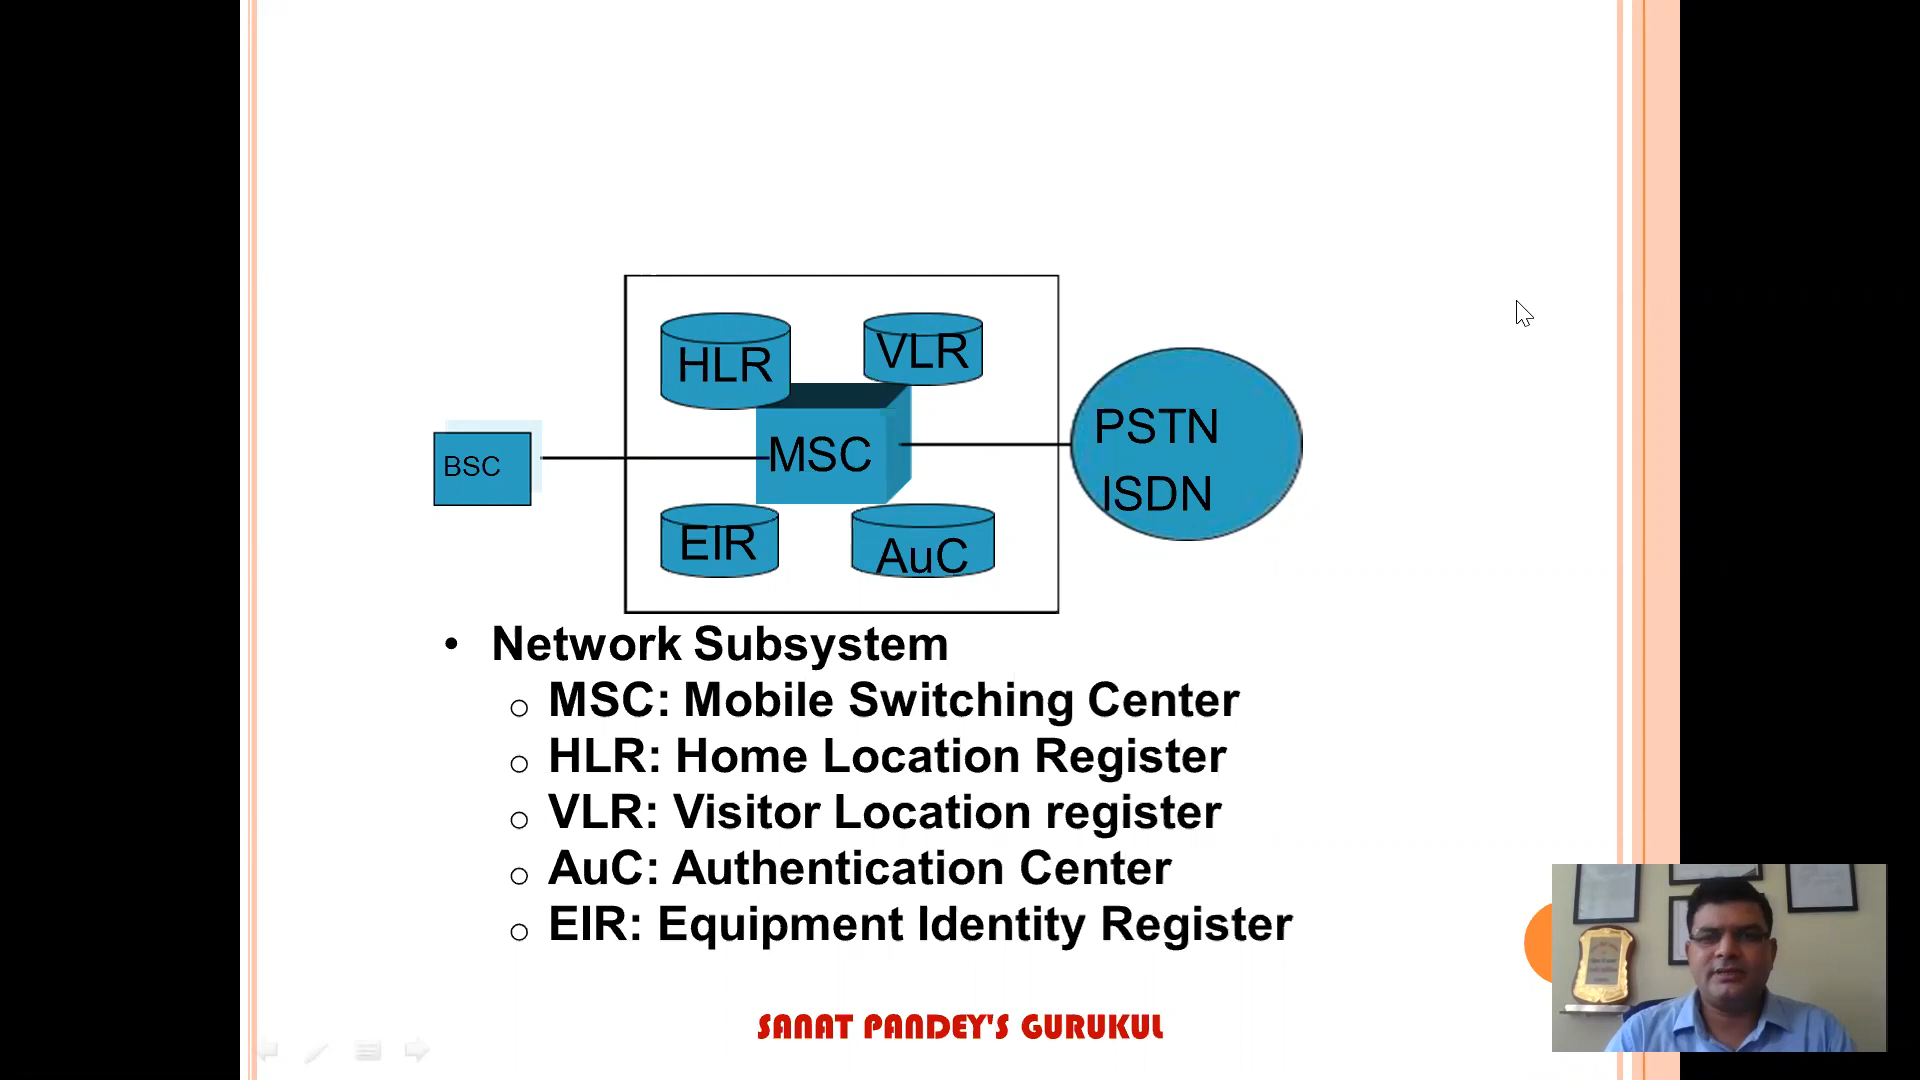 HLR
VLR
BSC
MSC
PSTN
ISDN
EIR
AuC
• Network Subsystem
o MSC: Mobile Switching Center
o HLR: Home Location Register
o VLR: Visitor Location register
o AuC: Authentication Center
o EIR: Equipment Identity Register
SANAT PANDEY'S GURUKUL